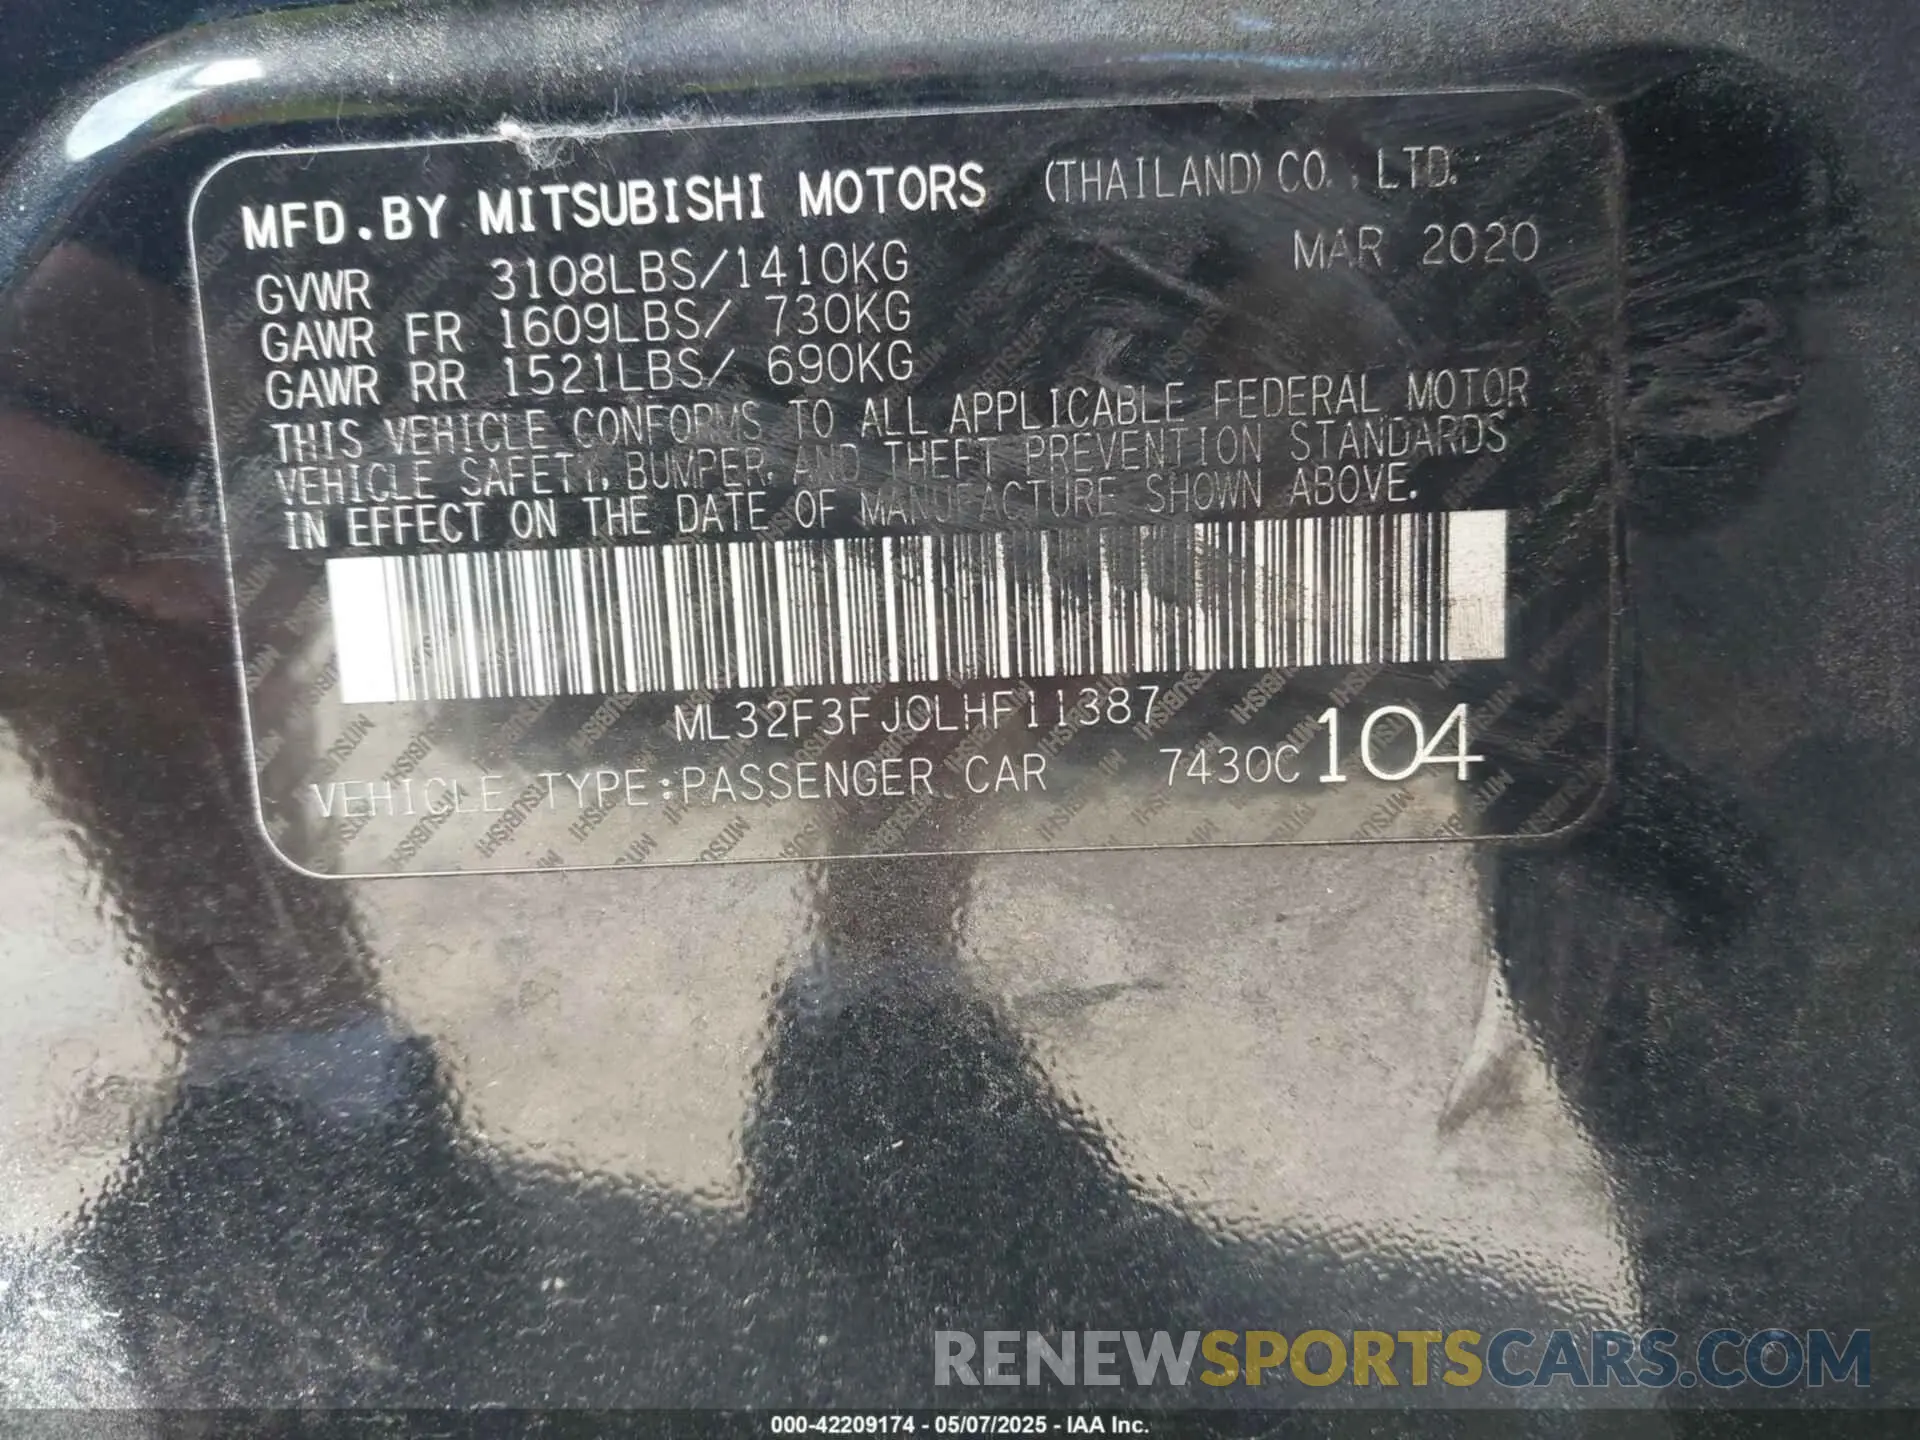 MFD.BY MITSUBISHI MOTORS (THAILAND) CO., LTD.
MAR 2020
GVWR 3108LBS/1410KG
GAWR FR 1609LBS/ 730KG
GAWR RR 1521LBS/ 690KG
THIS VEHICLE CONFORMS TO ALL APPLICABLE FEDERAL MOTOR
VEHICLE SAFETY, BUMPER, AND THEFT PREVENTION STANDARDS
IN EFFECT ON THE DATE OF MANUFACTURE SHOWN ABOVE.
ML32F3FJ0LHF11387
VEHICLE TYPE:PASSENGER CAR 7430C 104
RENEWSPORTSCARS.COM
000-42209174 - 05/07/2025 - IAA Inc.